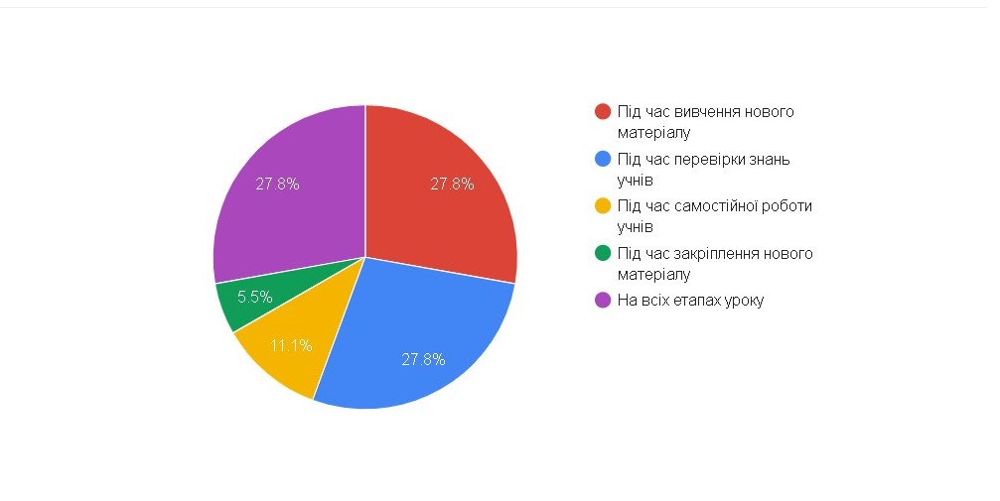 27.8%
27.8%
5.5%
11.1%
27.8%
Під час вивчення нового
матеріалу
Під час перевірки знань
учнів
Під час самостійної роботи
учнів
Під час закріплення нового
матеріалу
На всіх етапах уроку